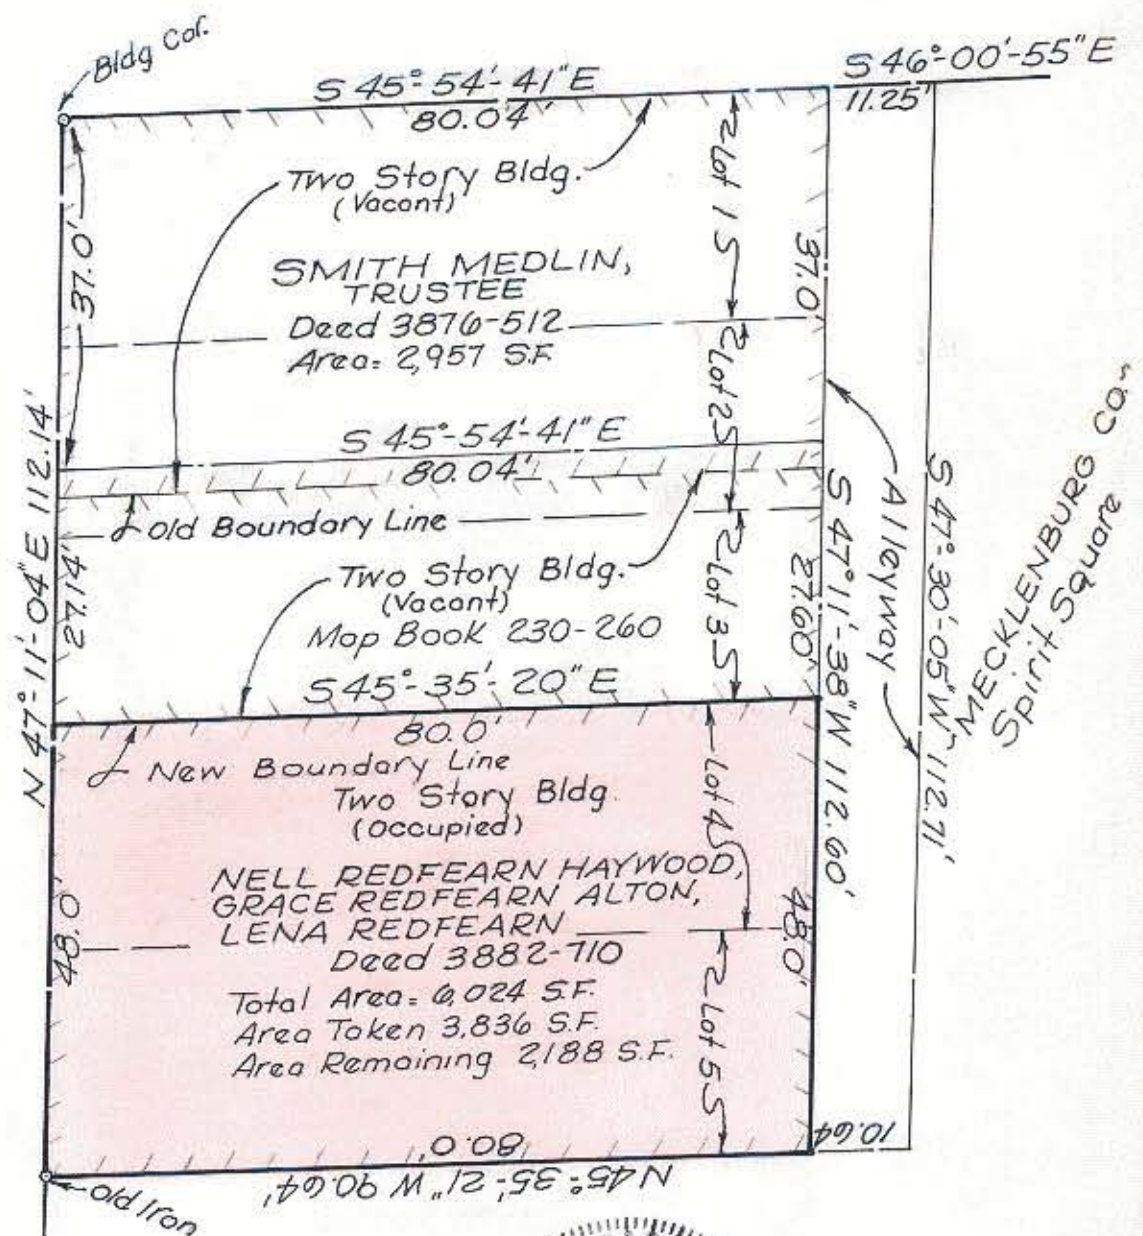 Bldg Cor.
S 45°-54'-41" E
80.04'
S 46°-00'-55" E
11.25'
Two Story Bldg.
(Vacant)
37.0'
SMITH MEDLIN,
TRUSTEE
Deed 3876-512
Area= 2,957 S.F.
Lot 1
37.0'
Lot 2
S 45°-54'-41" E
80.04'
Old Boundary Line
Two Story Bldg.
(Vacant)
Map Book 230-260
27.14'
N 47°-11'-04" E 112.14'
Lot 3
27.60'
S 47°11'-38" W 112.60'
Alleyway
S 47°-30'-05" W 112.71'
MECKLENBURG CO.
Spirit Square
S 45°-35'-20" E
80.0'
New Boundary Line
Two Story Bldg.
(Occupied)
NELL REDFEARN HAYWOOD,
GRACE REDFEARN ALTON,
LENA REDFEARN
Deed 3882-710
Total Area= 6,024 S.F.
Area Taken 3,836 S.F.
Area Remaining 2,188 S.F.
48.0'
Lot 4
48.0'
Lot 5
80.0'
10.64
N 45°-35'-21" W 90.64'
Old Iron